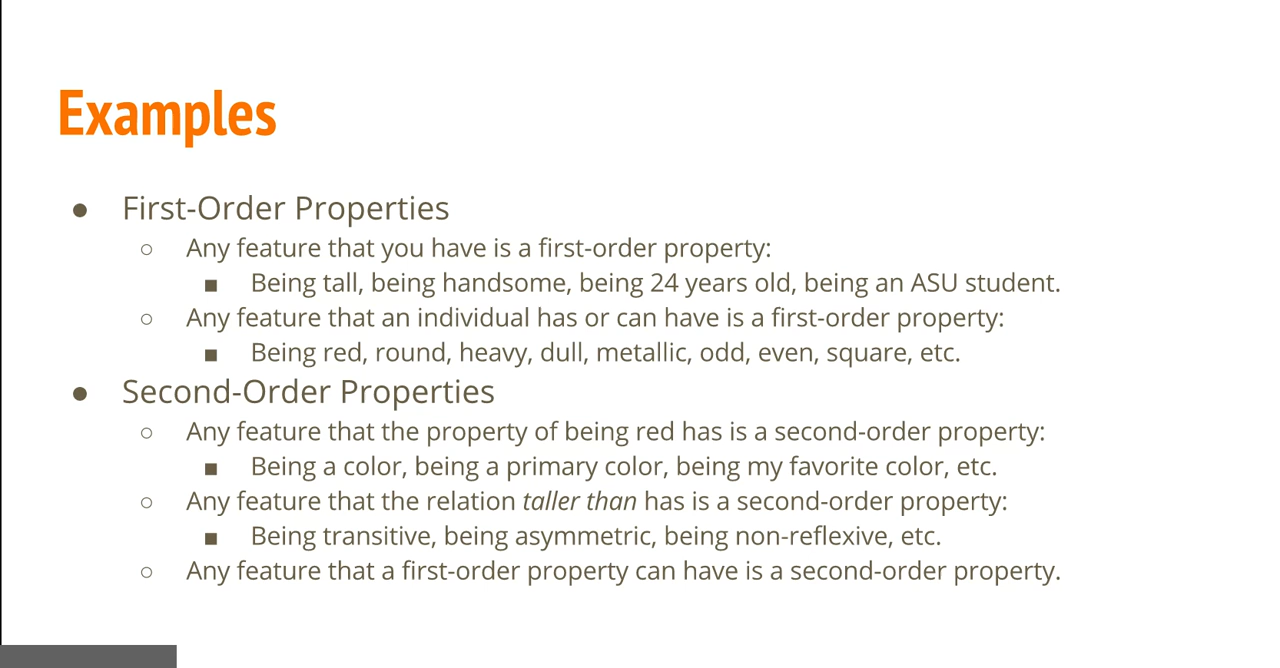 Examples
● First-Order Properties
○ Any feature that you have is a first-order property:
■ Being tall, being handsome, being 24 years old, being an ASU student.
○ Any feature that an individual has or can have is a first-order property:
■ Being red, round, heavy, dull, metallic, odd, even, square, etc.
● Second-Order Properties
○ Any feature that the property of being red has is a second-order property:
■ Being a color, being a primary color, being my favorite color, etc.
○ Any feature that the relation taller than has is a second-order property:
■ Being transitive, being asymmetric, being non-reflexive, etc.
○ Any feature that a first-order property can have is a second-order property.